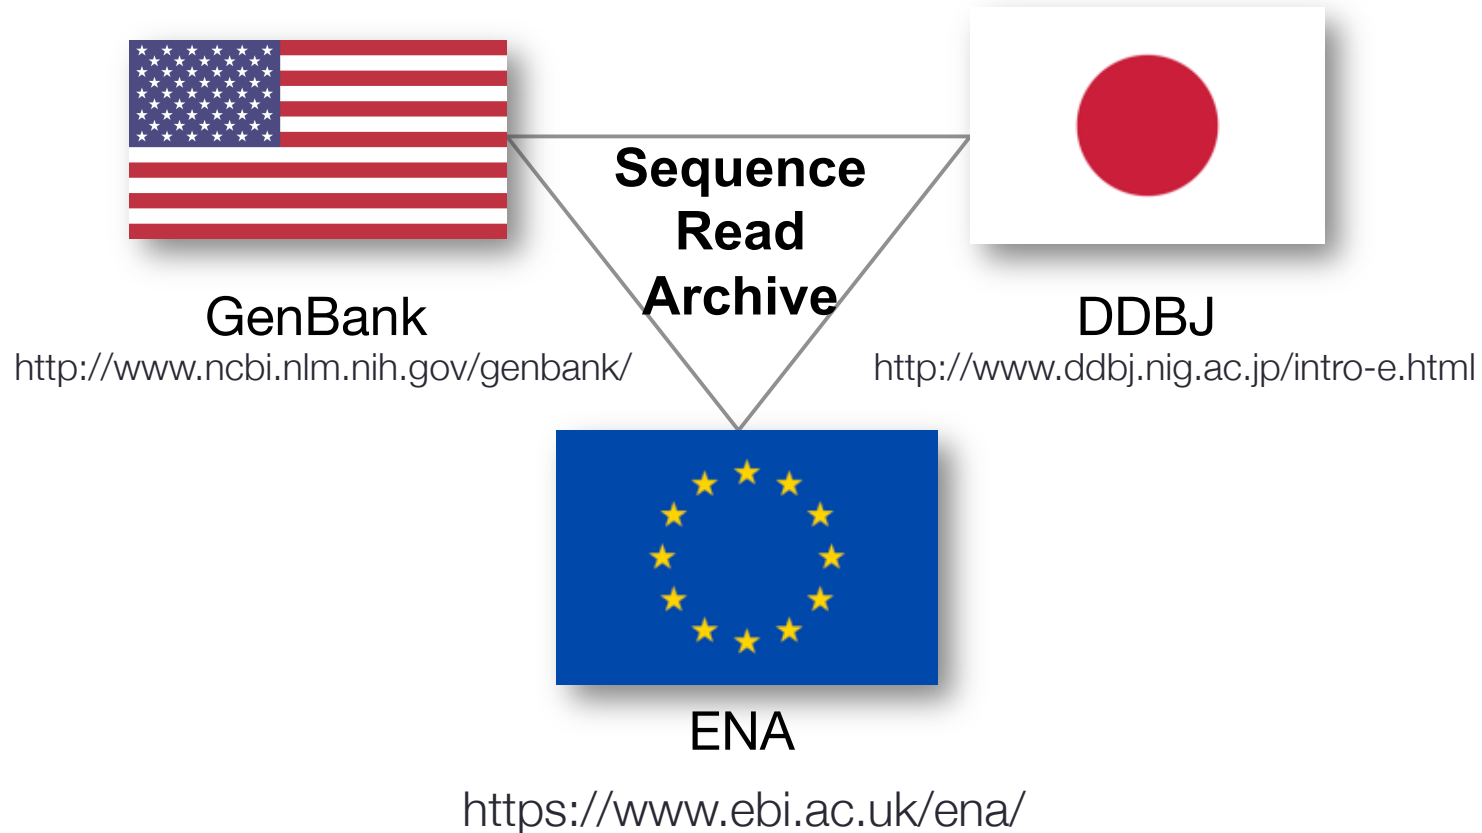 Sequence
Read
Archive
GenBank
http://www.ncbi.nlm.nih.gov/genbank/
DDBJ
http://www.ddbj.nig.ac.jp/intro-e.html
ENA
https://www.ebi.ac.uk/ena/